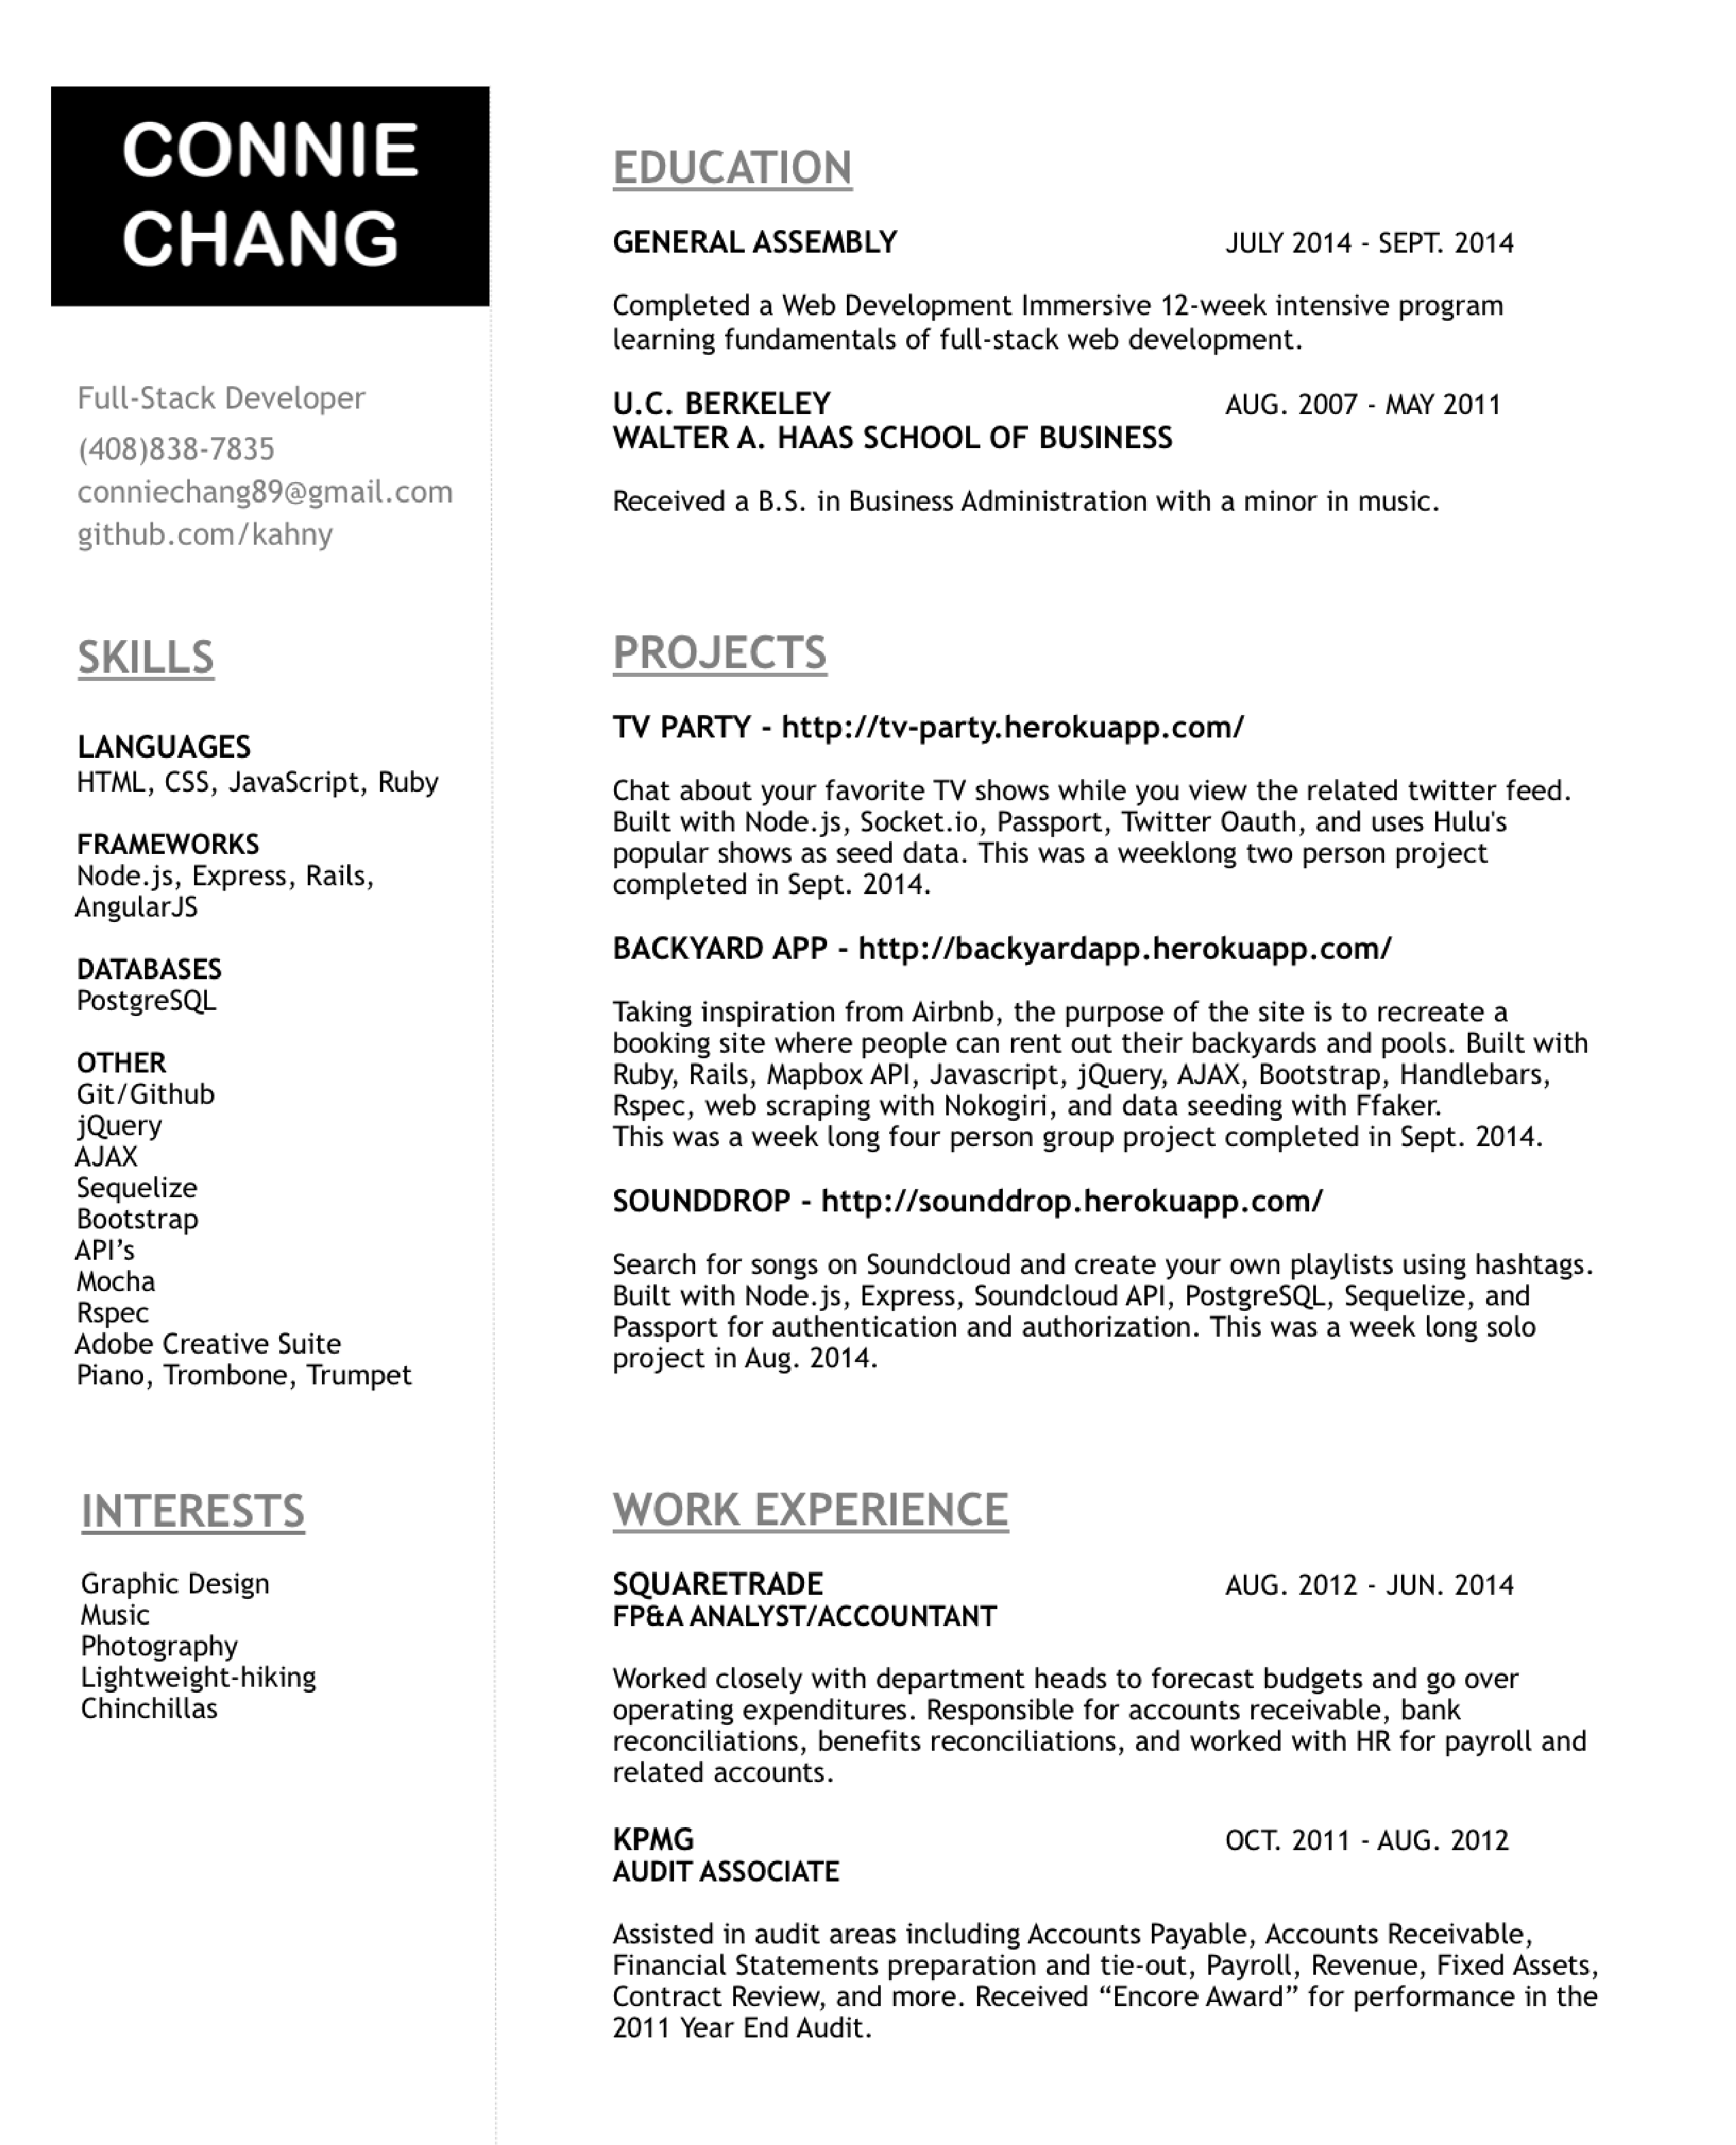 CONNIE
CHANG
Full-Stack Developer
(408)838-7835
conniechang89@gmail.com
github.com/kahny
SKILLS
LANGUAGES
HTML, CSS, JavaScript, Ruby
FRAMEWORKS
Node.js, Express, Rails,
AngularJS
DATABASES
PostgreSQL
OTHER
Git/Github
jQuery
AJAX
Sequelize
Bootstrap
API’s
Mocha
Rspec
Adobe Creative Suite
Piano, Trombone, Trumpet
INTERESTS
Graphic Design
Music
Photography
Lightweight-hiking
Chinchillas
EDUCATION
GENERAL ASSEMBLY JULY 2014 - SEPT. 2014
Completed a Web Development Immersive 12-week intensive program
learning fundamentals of full-stack web development.
U.C. BERKELEY AUG. 2007 - MAY 2011
WALTER A. HAAS SCHOOL OF BUSINESS
Received a B.S. in Business Administration with a minor in music.
PROJECTS
TV PARTY - http://tv-party.herokuapp.com/
Chat about your favorite TV shows while you view the related twitter feed.
Built with Node.js, Socket.io, Passport, Twitter Oauth, and uses Hulu's
popular shows as seed data. This was a weeklong two person project
completed in Sept. 2014.
BACKYARD APP - http://backyardapp.herokuapp.com/
Taking inspiration from Airbnb, the purpose of the site is to recreate a
booking site where people can rent out their backyards and pools. Built with
Ruby, Rails, Mapbox API, Javascript, jQuery, AJAX, Bootstrap, Handlebars,
Rspec, web scraping with Nokogiri, and data seeding with Ffaker.
This was a week long four person group project completed in Sept. 2014.
SOUNDDROP - http://sounddrop.herokuapp.com/
Search for songs on Soundcloud and create your own playlists using hashtags.
Built with Node.js, Express, Soundcloud API, PostgreSQL, Sequelize, and
Passport for authentication and authorization. This was a week long solo
project in Aug. 2014.
WORK EXPERIENCE
SQUARETRADE AUG. 2012 - JUN. 2014
FP&A ANALYST/ACCOUNTANT
Worked closely with department heads to forecast budgets and go over
operating expenditures. Responsible for accounts receivable, bank
reconciliations, benefits reconciliations, and worked with HR for payroll and
related accounts.
KPMG OCT. 2011 - AUG. 2012
AUDIT ASSOCIATE
Assisted in audit areas including Accounts Payable, Accounts Receivable,
Financial Statements preparation and tie-out, Payroll, Revenue, Fixed Assets,
Contract Review, and more. Received “Encore Award” for performance in the
2011 Year End Audit.